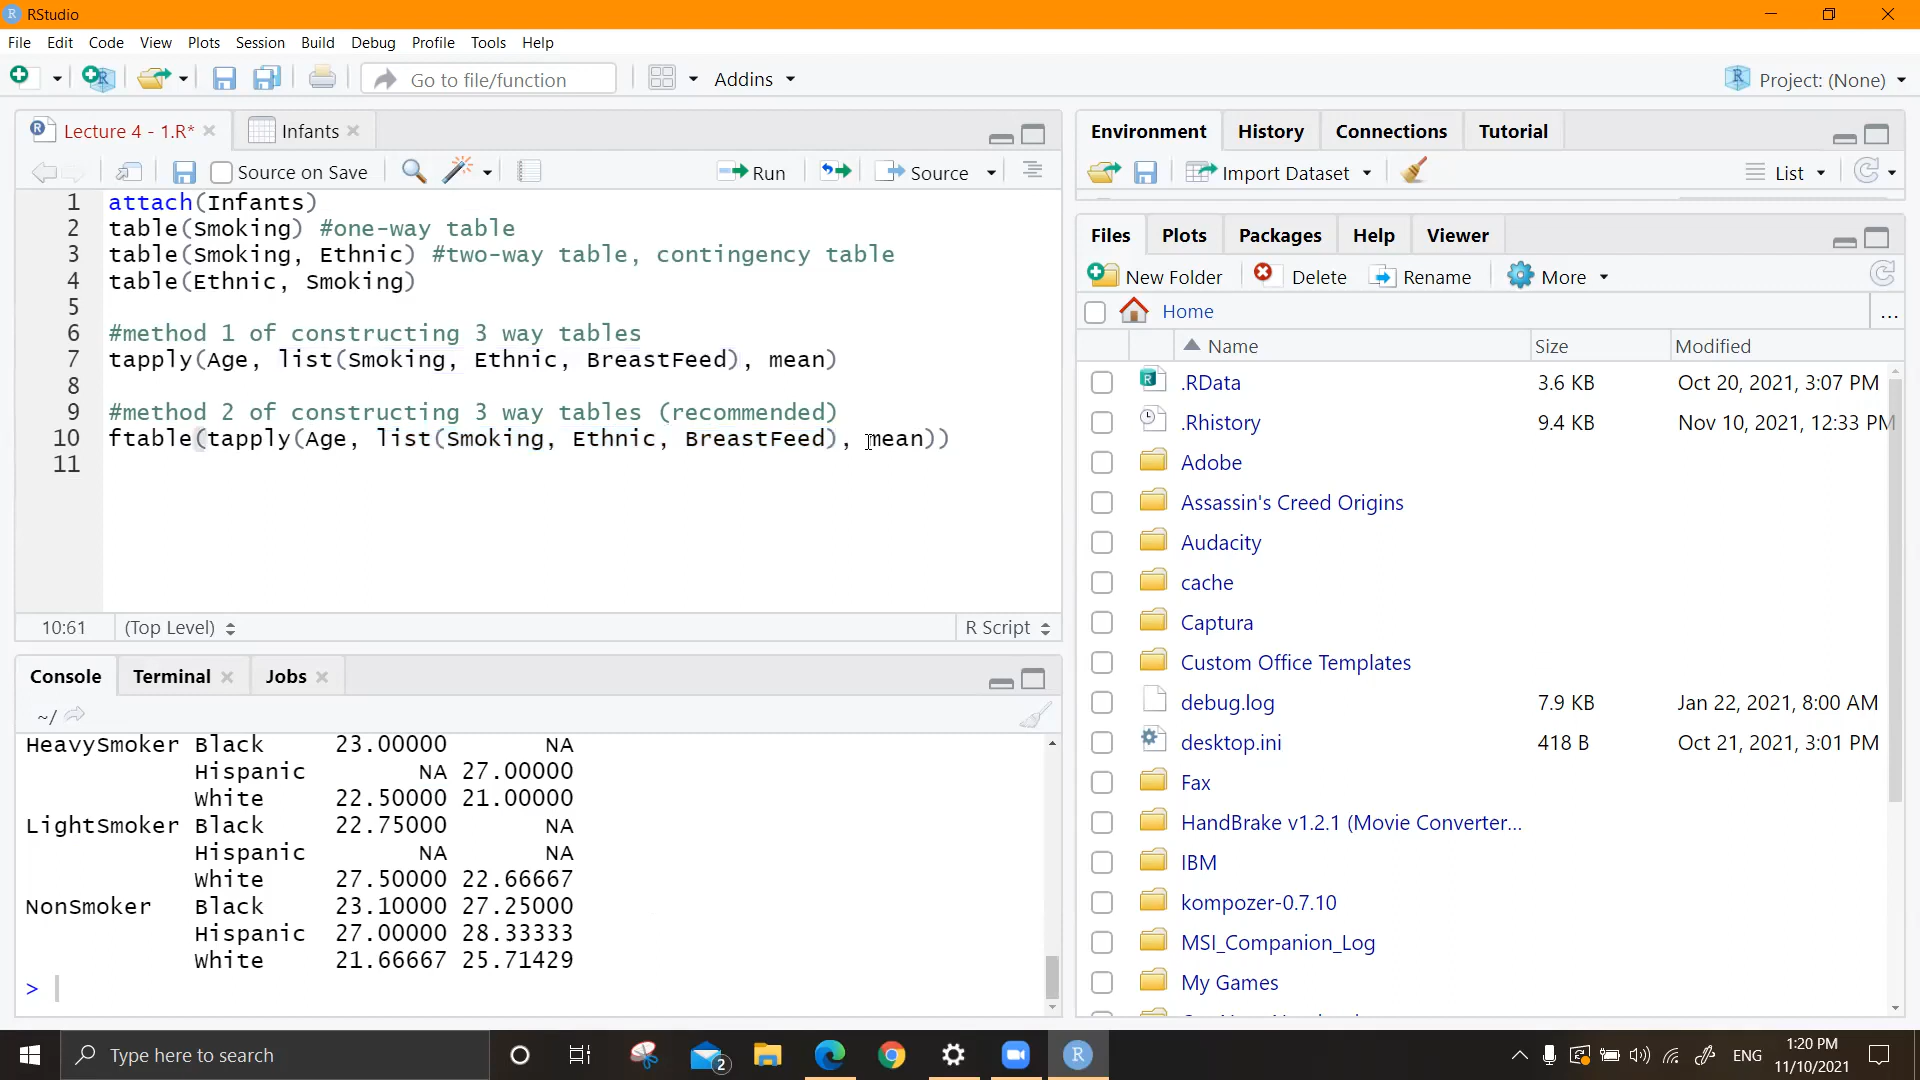 RStudio
File Edit Code View Plots Session Build Debug Profile Tools Help
Go to file/function Addins Project: (None)
Lecture 4 - 1.R* Infants
Source on Save Run Source
1 attach(Infants)
2 table(Smoking) #one-way table
3 table(Smoking, Ethnic) #two-way table, contingency table
4 table(Ethnic, Smoking)
5
6 #method 1 of constructing 3 way tables
7 tapply(Age, list(Smoking, Ethnic, BreastFeed), mean)
8
9 #method 2 of constructing 3 way tables (recommended)
10 ftable(tapply(Age, list(Smoking, Ethnic, BreastFeed), mean))
11
10:61 (Top Level) R Script
Console Terminal Jobs
~/
HeavySmoker Black 23.00000 NA
Hispanic NA 27.00000
White 22.50000 21.00000
LightSmoker Black 22.75000 NA
Hispanic NA NA
White 27.50000 22.66667
NonSmoker Black 23.10000 27.25000
Hispanic 27.00000 28.33333
White 21.66667 25.71429
>
Environment History Connections Tutorial
Import Dataset List
Files Plots Packages Help Viewer
New Folder Delete Rename More
Home ...
Name Size Modified
.RData 3.6 KB Oct 20, 2021, 3:07 PM
.Rhistory 9.4 KB Nov 10, 2021, 12:33 PM
Adobe
Assassin's Creed Origins
Audacity
cache
Captura
Custom Office Templates
debug.log 7.9 KB Jan 22, 2021, 8:00 AM
desktop.ini 418 B Oct 21, 2021, 3:01 PM
Fax
HandBrake v1.2.1 (Movie Converter...
IBM
kompozer-0.7.10
MSI_Companion_Log
My Games
Type here to search 2 ENG 1:20 PM
11/10/2021